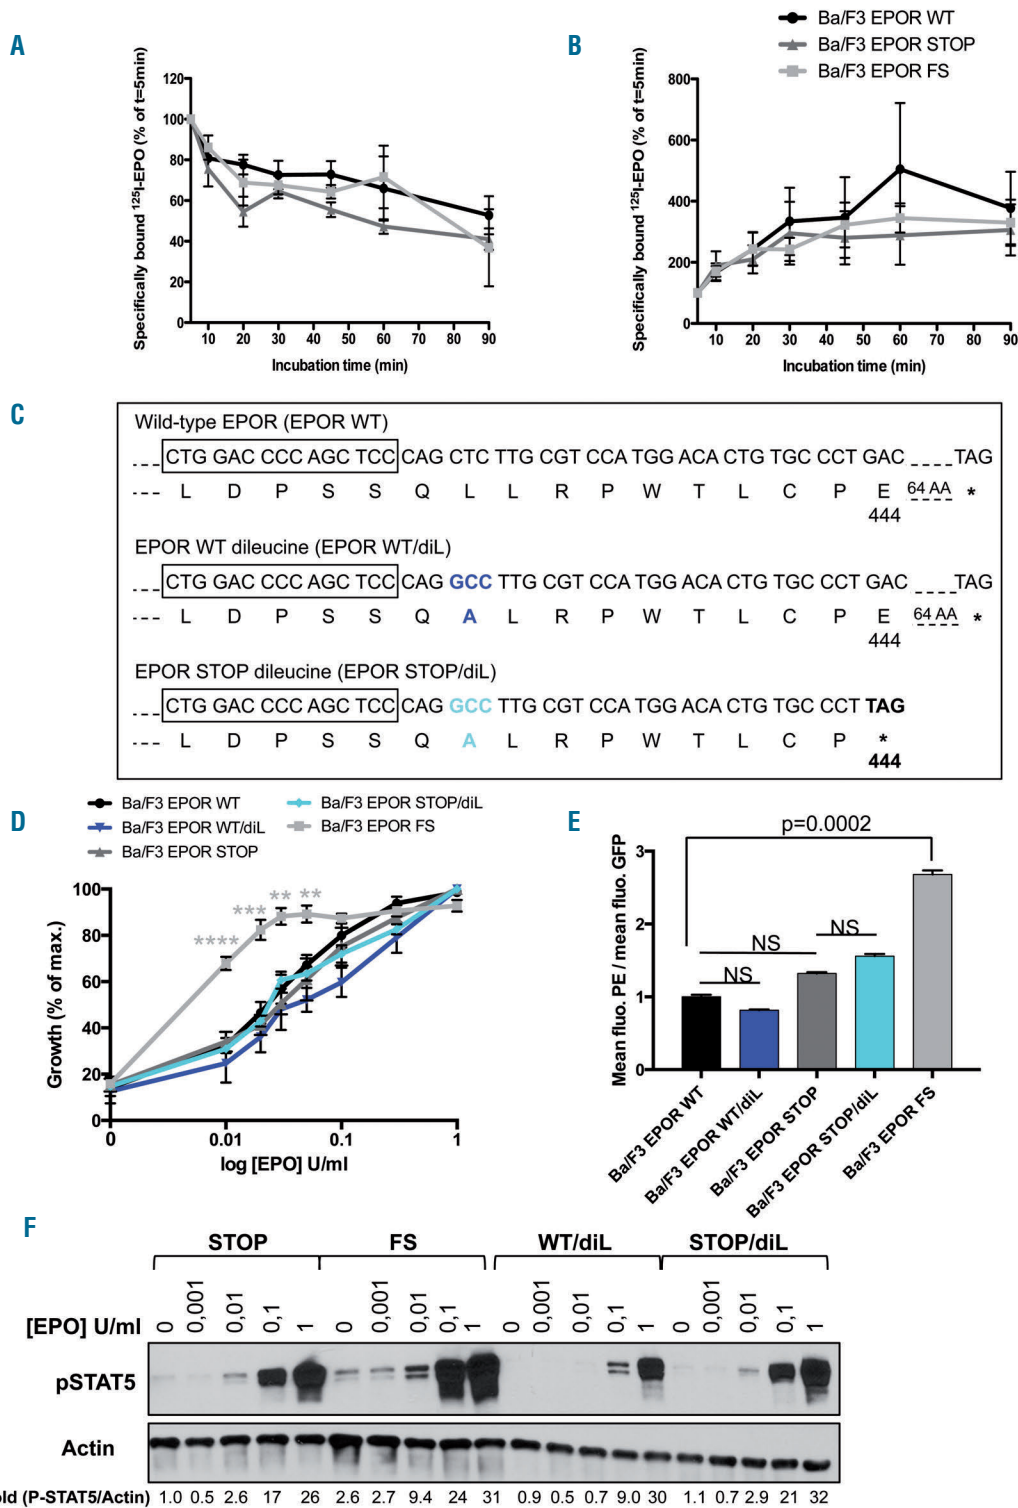 A
B
Ba/F3 EPOR WT
Ba/F3 EPOR STOP
Ba/F3 EPOR FS
Specifically bound ¹²⁵I-EPO (% of t=5min)
120
100
80
60
40
20
0
10 20 30 40 50 60 70 80 90
Incubation time (min)
Specifically bound ¹²⁵I-EPO (% of t=5min)
800
600
400
200
0
10 20 30 40 50 60 70 80 90
Incubation time (min)
C
Wild-type EPOR (EPOR WT)
--- CTG GAC CCC AGC TCC CAG CTC TTG CGT CCA TGG ACA CTG TGC CCT GAC ---- TAG
--- L D P S S Q L L R P W T L C P E 64 AA *
444
EPOR WT dileucine (EPOR WT/diL)
--- CTG GAC CCC AGC TCC CAG GCC TTG CGT CCA TGG ACA CTG TGC CCT GAC ---- TAG
--- L D P S S Q A L R P W T L C P E 64 AA *
444
EPOR STOP dileucine (EPOR STOP/diL)
--- CTG GAC CCC AGC TCC CAG GCC TTG CGT CCA TGG ACA CTG TGC CCT TAG
--- L D P S S Q A L R P W T L C P *
444
D
Ba/F3 EPOR WT
Ba/F3 EPOR WT/diL
Ba/F3 EPOR STOP
Ba/F3 EPOR STOP/diL
Ba/F3 EPOR FS
Growth (% of max.)
100
80
60
40
20
0
**** *** ** **
0 0.01 0.1 1
log [EPO] U/ml
E
p=0.0002
NS
NS
NS
Mean fluo. PE / mean fluo. GFP
3
2
1
0
Ba/F3 EPOR WT
Ba/F3 EPOR WT/diL
Ba/F3 EPOR STOP
Ba/F3 EPOR STOP/diL
Ba/F3 EPOR FS
F
STOP FS WT/diL STOP/diL
[EPO] U/ml 0 0,001 0,01 0,1 1 0 0,001 0,01 0,1 1 0 0,001 0,01 0,1 1 0 0,001 0,01 0,1 1
pSTAT5
Actin
(P-STAT5/Actin) 1.0 0.5 2.6 17 26 2.6 2.7 9.4 24 31 0.9 0.5 0.7 9.0 30 1.1 0.7 2.9 21 32